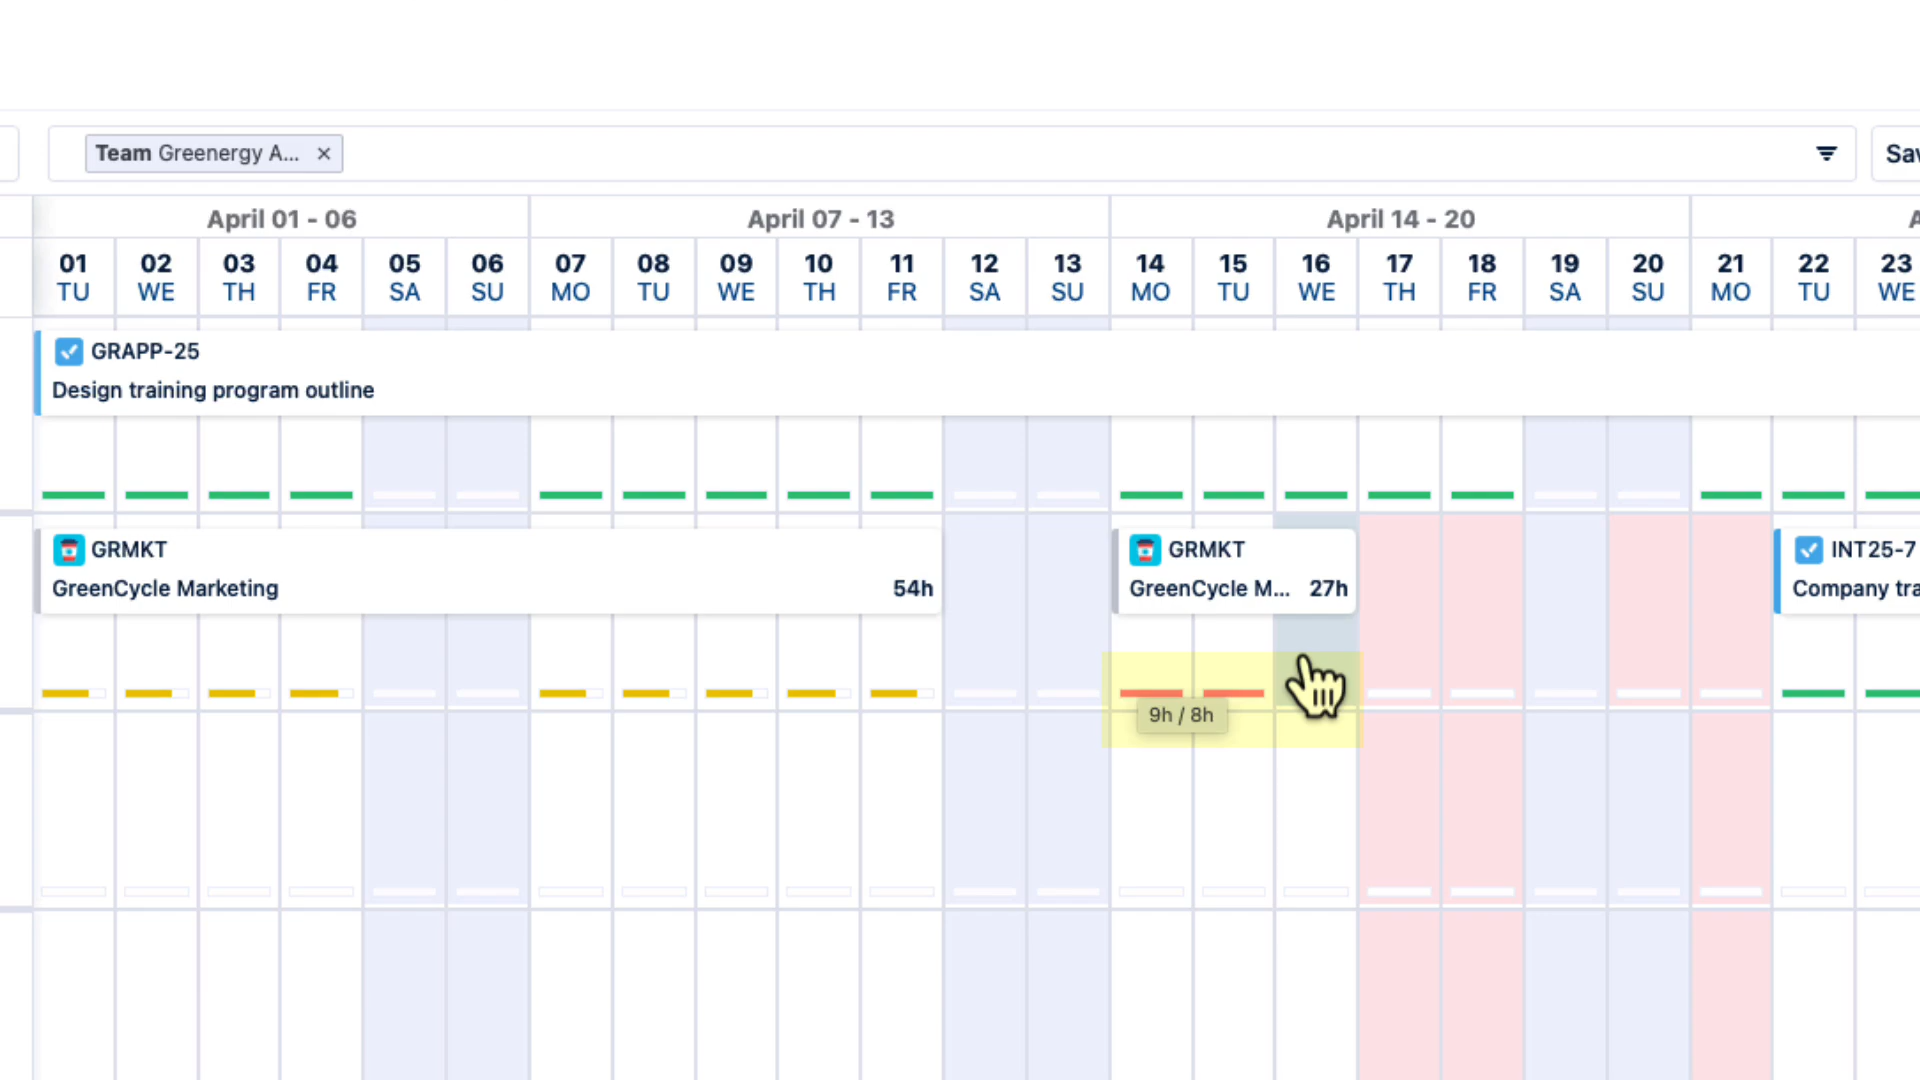 Team Greenergy A...
April 01 - 06 April 07 - 13 April 14 - 20
01 02 03 04 05 06 07 08 09 10 11 12 13 14 15 16 17 18 19 20 21 22 23
TU WE TH FR SA SU MO TU WE TH FR SA SU MO TU WE TH FR SA SU MO TU WE
GRAPP-25
Design training program outline
GRMKT
GreenCycle Marketing 54h
GRMKT
GreenCycle M... 27h
INT25-7
Company
9h / 8h